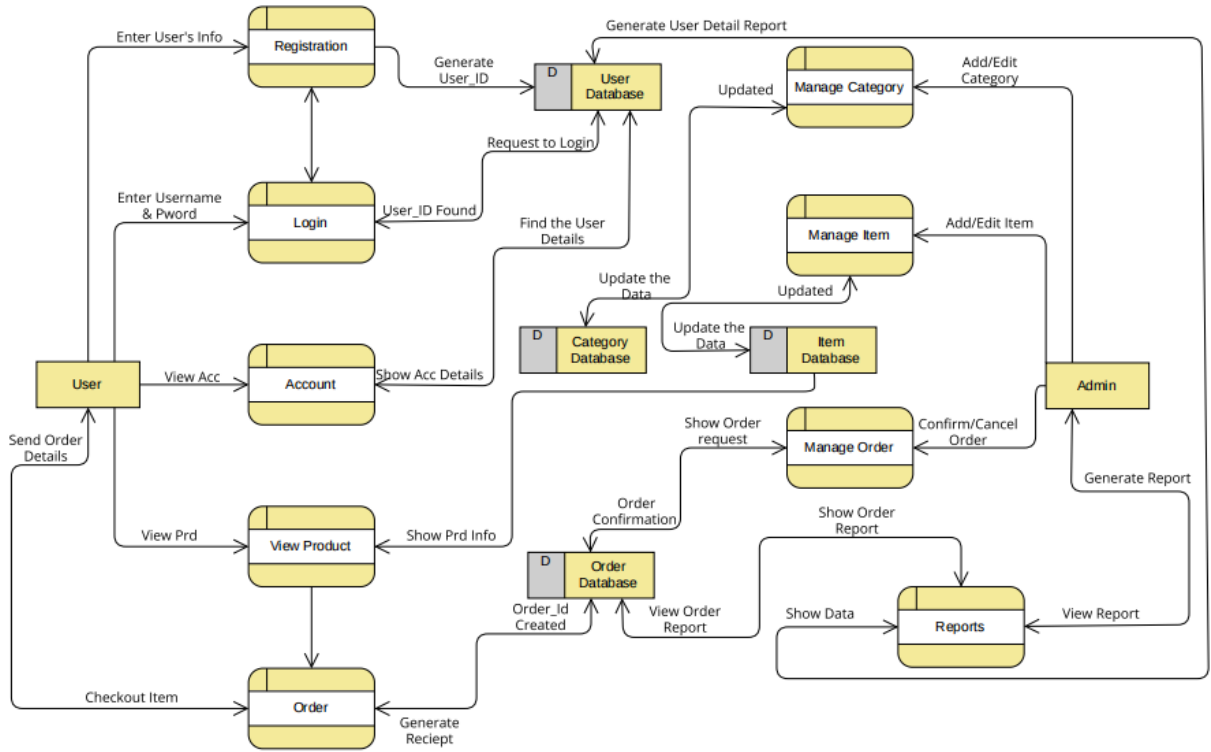 Generate User Detail Report
Enter User's Info
Registration
Generate
User_ID
D
User
Database
Add/Edit
Category
Manage Category
Updated
Request to Login
Enter Username
& Pword
Login
User_ID Found
Find the User
Details
Manage Item
Add/Edit Item
Update the
Data
Updated
D
Category
Database
Update the
Data
D
Item
Database
User
View Acc
Account
Show Acc Details
Admin
Send Order
Details
Show Order
request
Manage Order
Confirm/Cancel
Order
Generate Report
Order
Confirmation
Show Order
Report
View Prd
View Product
Show Prd Info
D
Order
Database
Order_Id
Created
View Order
Report
Show Data
Reports
View Report
Checkout Item
Order
Generate
Reciept